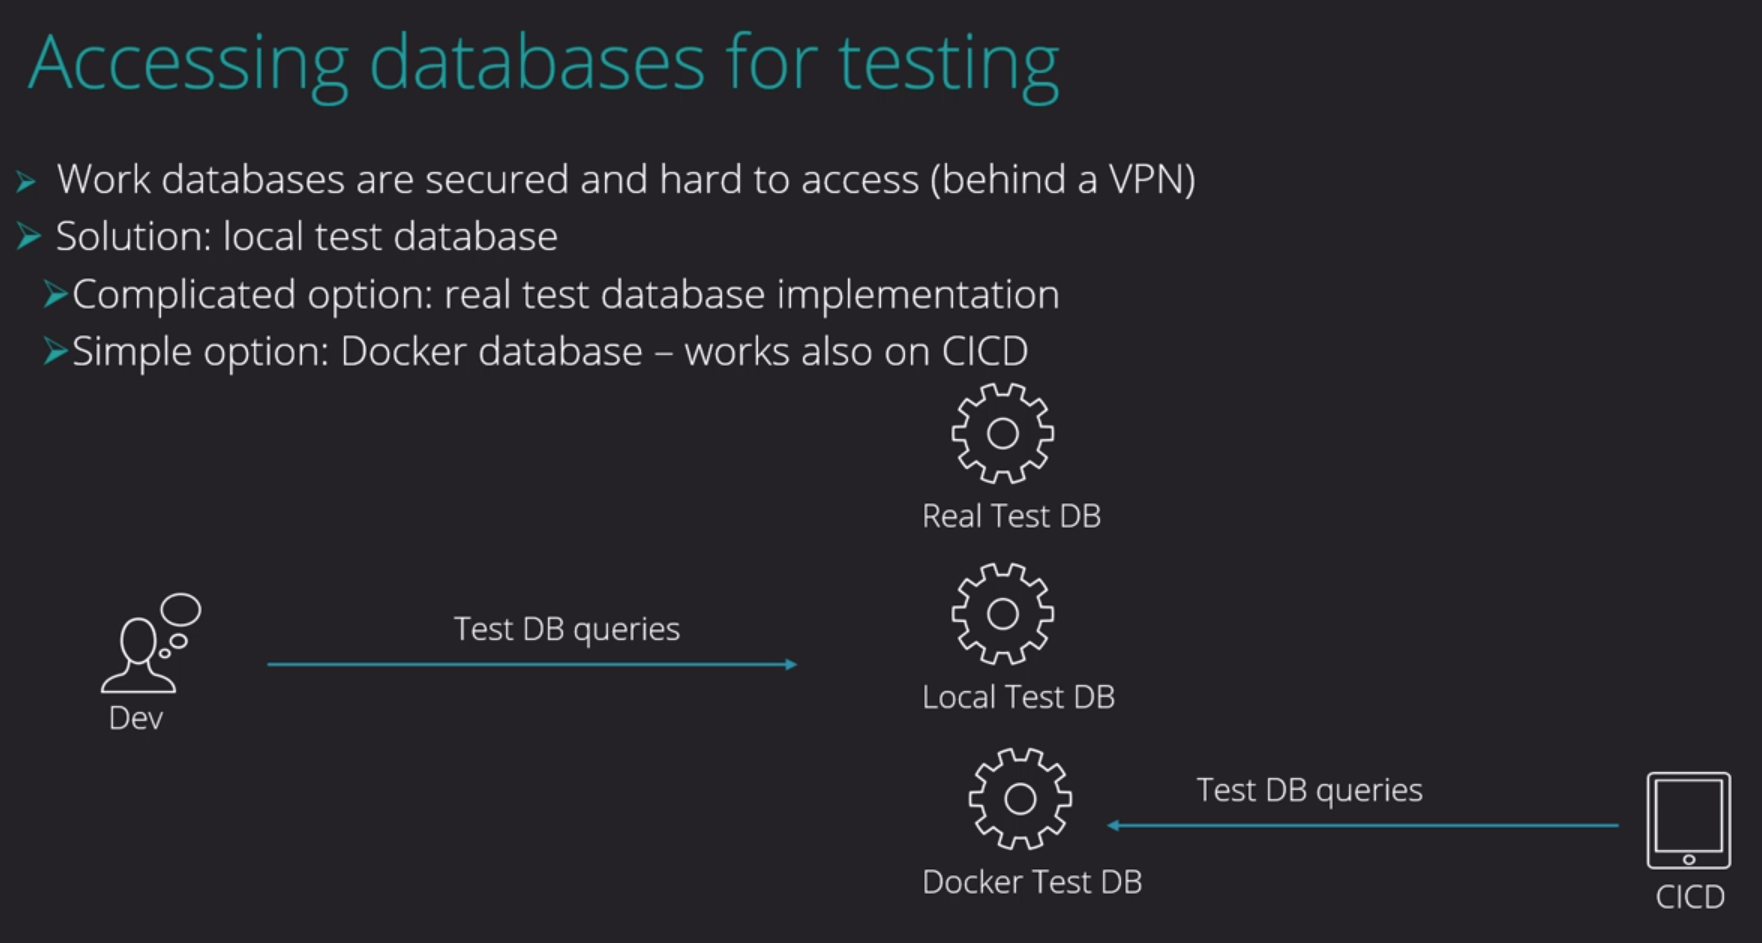 Accessing databases for testing
Work databases are secured and hard to access (behind a VPN)
Solution: local test database
Complicated option: real test database implementation
Simple option: Docker database – works also on CICD
Real Test DB
Test DB queries
Local Test DB
Dev
Test DB queries
Docker Test DB
CICD